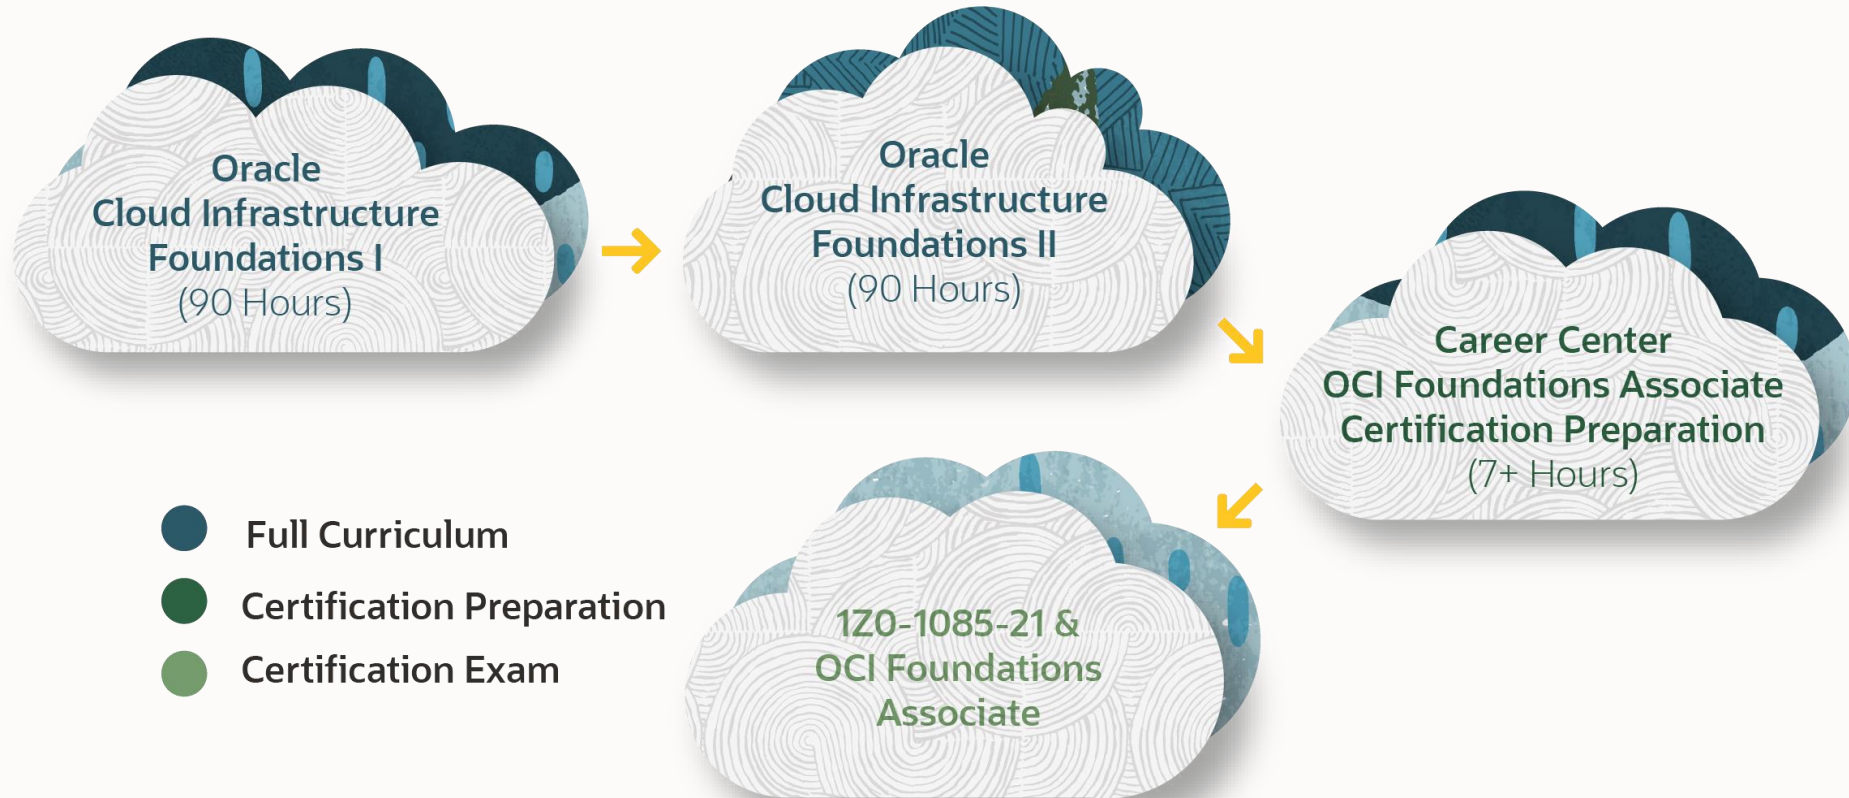 Oracle
Cloud Infrastructure
Foundations I
(90 Hours)
Oracle
Cloud Infrastructure
Foundations II
(90 Hours)
Career Center
OCI Foundations Associate
Certification Preparation
(7+ Hours)
1Z0-1085-21 &
OCI Foundations
Associate
Full Curriculum
Certification Preparation
Certification Exam